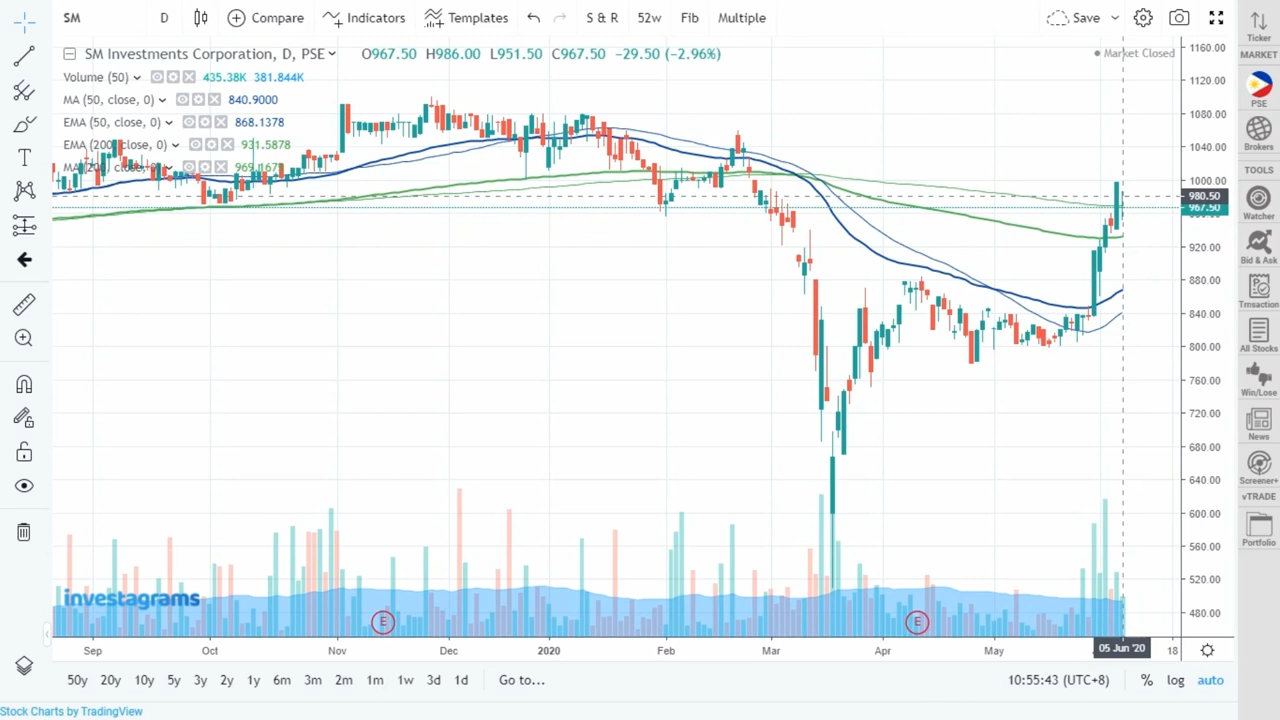 SM D Compare Indicators Templates S & R 52w Fib Multiple Save
SM Investments Corporation, D, PSE O967.50 H986.00 L951.50 C967.50 −29.50 (−2.96%)
Market Closed
Volume (50) 435.38K 381.844K
MA (50, close, 0) 840.9000
EMA (50, close, 0) 868.1378
EMA (200, close, 0) 931.5878
MA (200, close, 0)
1160.00
1120.00
1080.00
1040.00
1000.00
980.50
967.50
920.00
880.00
840.00
800.00
760.00
720.00
680.00
640.00
600.00
560.00
520.00
480.00
investagrams
E E
Sep Oct Nov Dec 2020 Feb Mar Apr May 05 Jun '20 18
50y 20y 10y 5y 3y 2y 1y 6m 3m 2m 1m 1w 3d 1d Go to... 10:55:43 (UTC+8) % log auto
Stock Charts by TradingView
Ticker
MARKET
PSE
Brokers
TOOLS
Watcher
Bid & Ask
Trnsaction
All Stocks
Win/Lose
News
Screener+
vTRADE
Portfolio